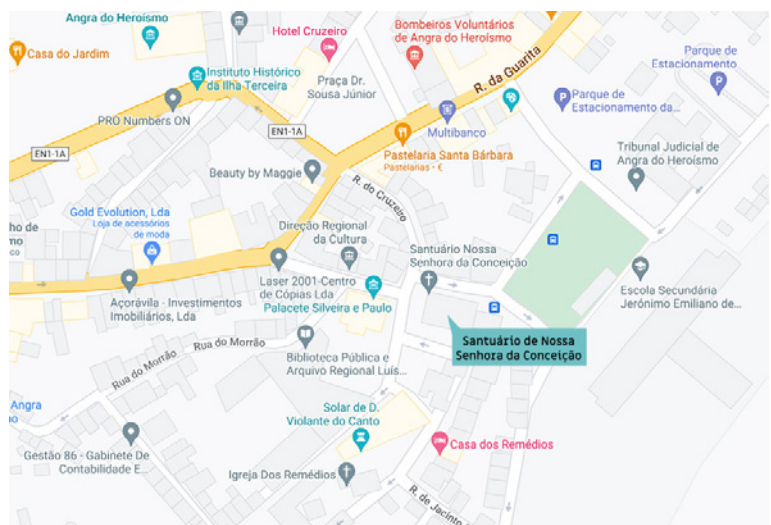 Angra do Heroísmo
Casa do Jardim
Hotel Cruzeiro
Bombeiros Voluntários
de Angra do Heroísmo
R. da Guarita
Parque de
Estacionamento
Instituto Histórico
da Ilha Terceira
Praça Dr.
Sousa Júnior
PRO Numbers ON
Multibanco
Parque de
Estacionamento da...
EN1-1A
EN1-1A
Pastelaria Santa Bárbara
Pastelarias • €
Tribunal Judicial de
Angra do Heroísmo
Beauty by Maggie
R. do Cruzeiro
Gold Evolution, Lda
Loja de acessórios
de moda
Direção Regional
da Cultura
Santuário Nossa
Senhora da Conceição
ho de
mo
co
Açorávila - Investimentos
Imobiliários, Lda
Laser 2001-Centro
de Cópias Lda
Palacete Silveira e Paulo
Escola Secundária
Jerónimo Emiliano de...
Santuário de Nossa
Senhora da Conceição
Rua do Morrão
Rua do Morrão
Biblioteca Pública e
Arquivo Regional Luís...
Angra
o
Solar de D.
Violante do Canto
Gestão 86 - Gabinete De
Contabilidade E...
Casa dos Remédios
Igreja Dos Remédios
R. de Jacinto